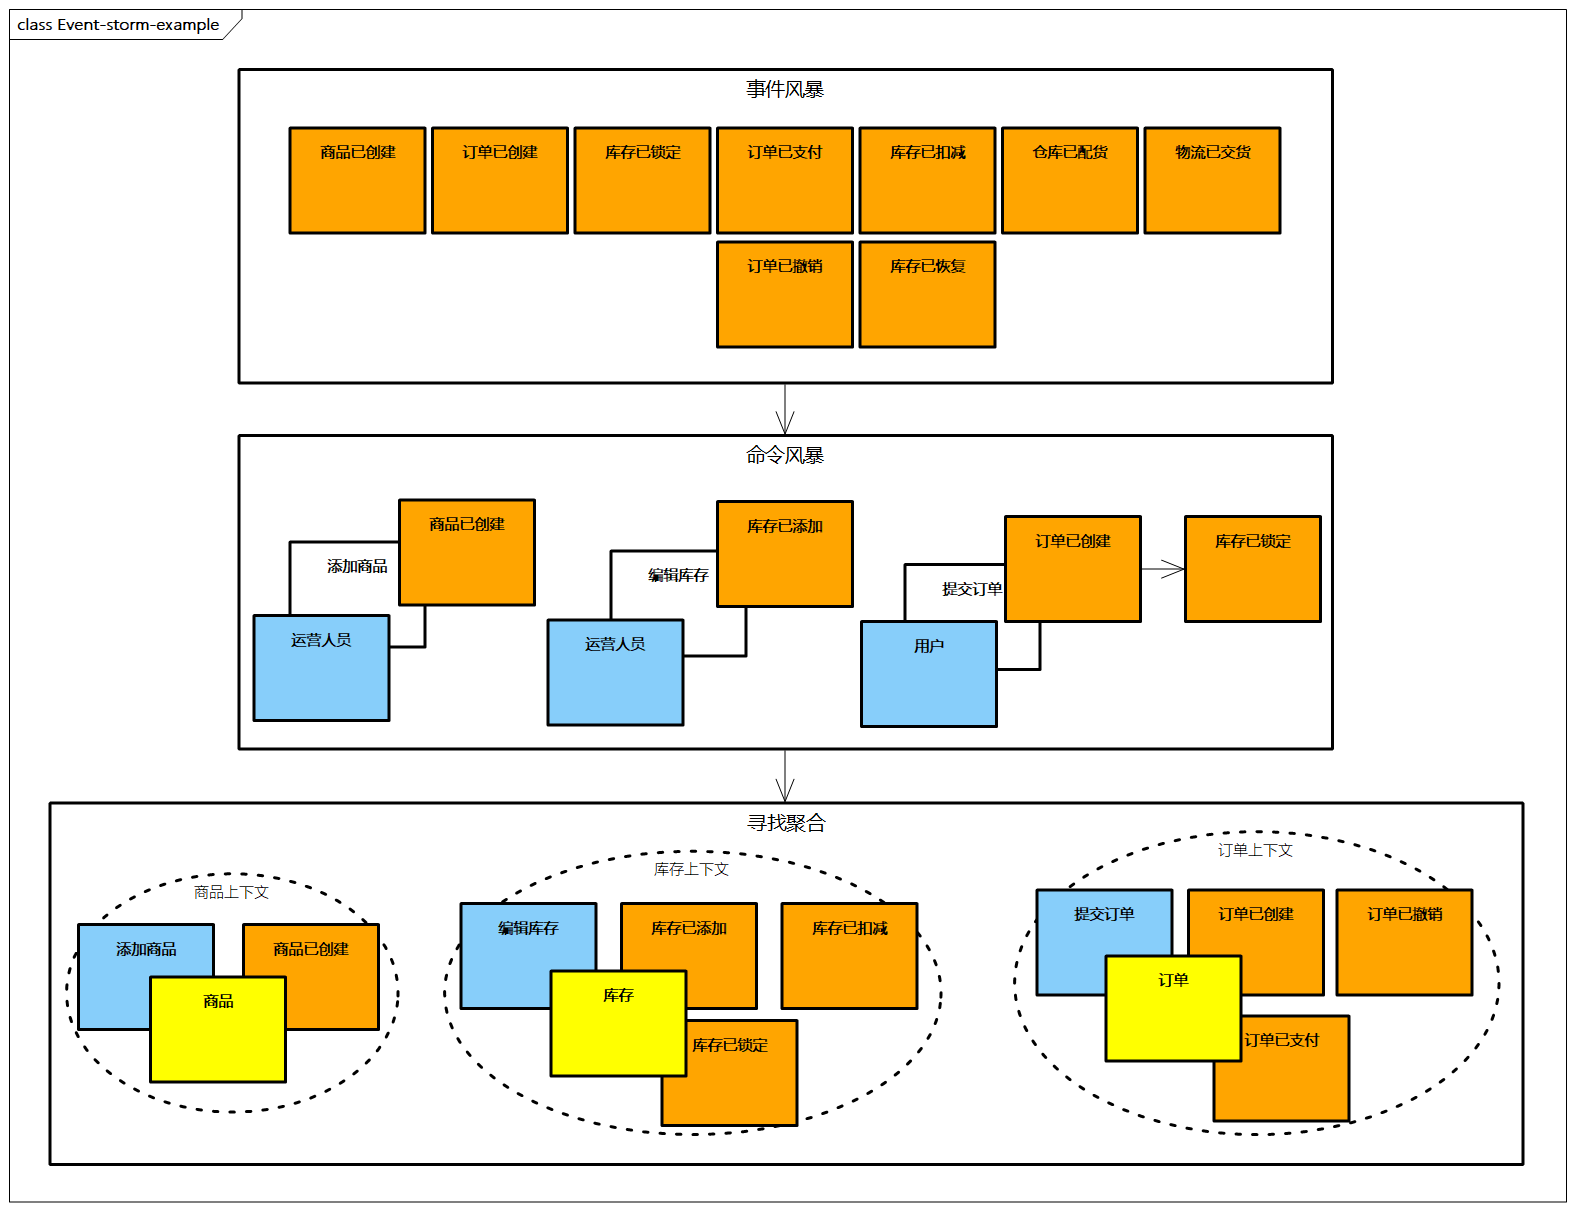 class Event-storm-example
事件风暴
商品已创建
订单已创建
库存已锁定
订单已支付
库存已扣减
仓库已配货
物流已交货
订单已撤销
库存已恢复
命令风暴
商品已创建
添加商品
运营人员
库存已添加
编辑库存
运营人员
订单已创建
提交订单
用户
库存已锁定
寻找聚合
商品上下文
添加商品
商品已创建
商品
库存上下文
编辑库存
库存已添加
库存已扣减
库存
库存已锁定
订单上下文
提交订单
订单已创建
订单已撤销
订单
订单已支付